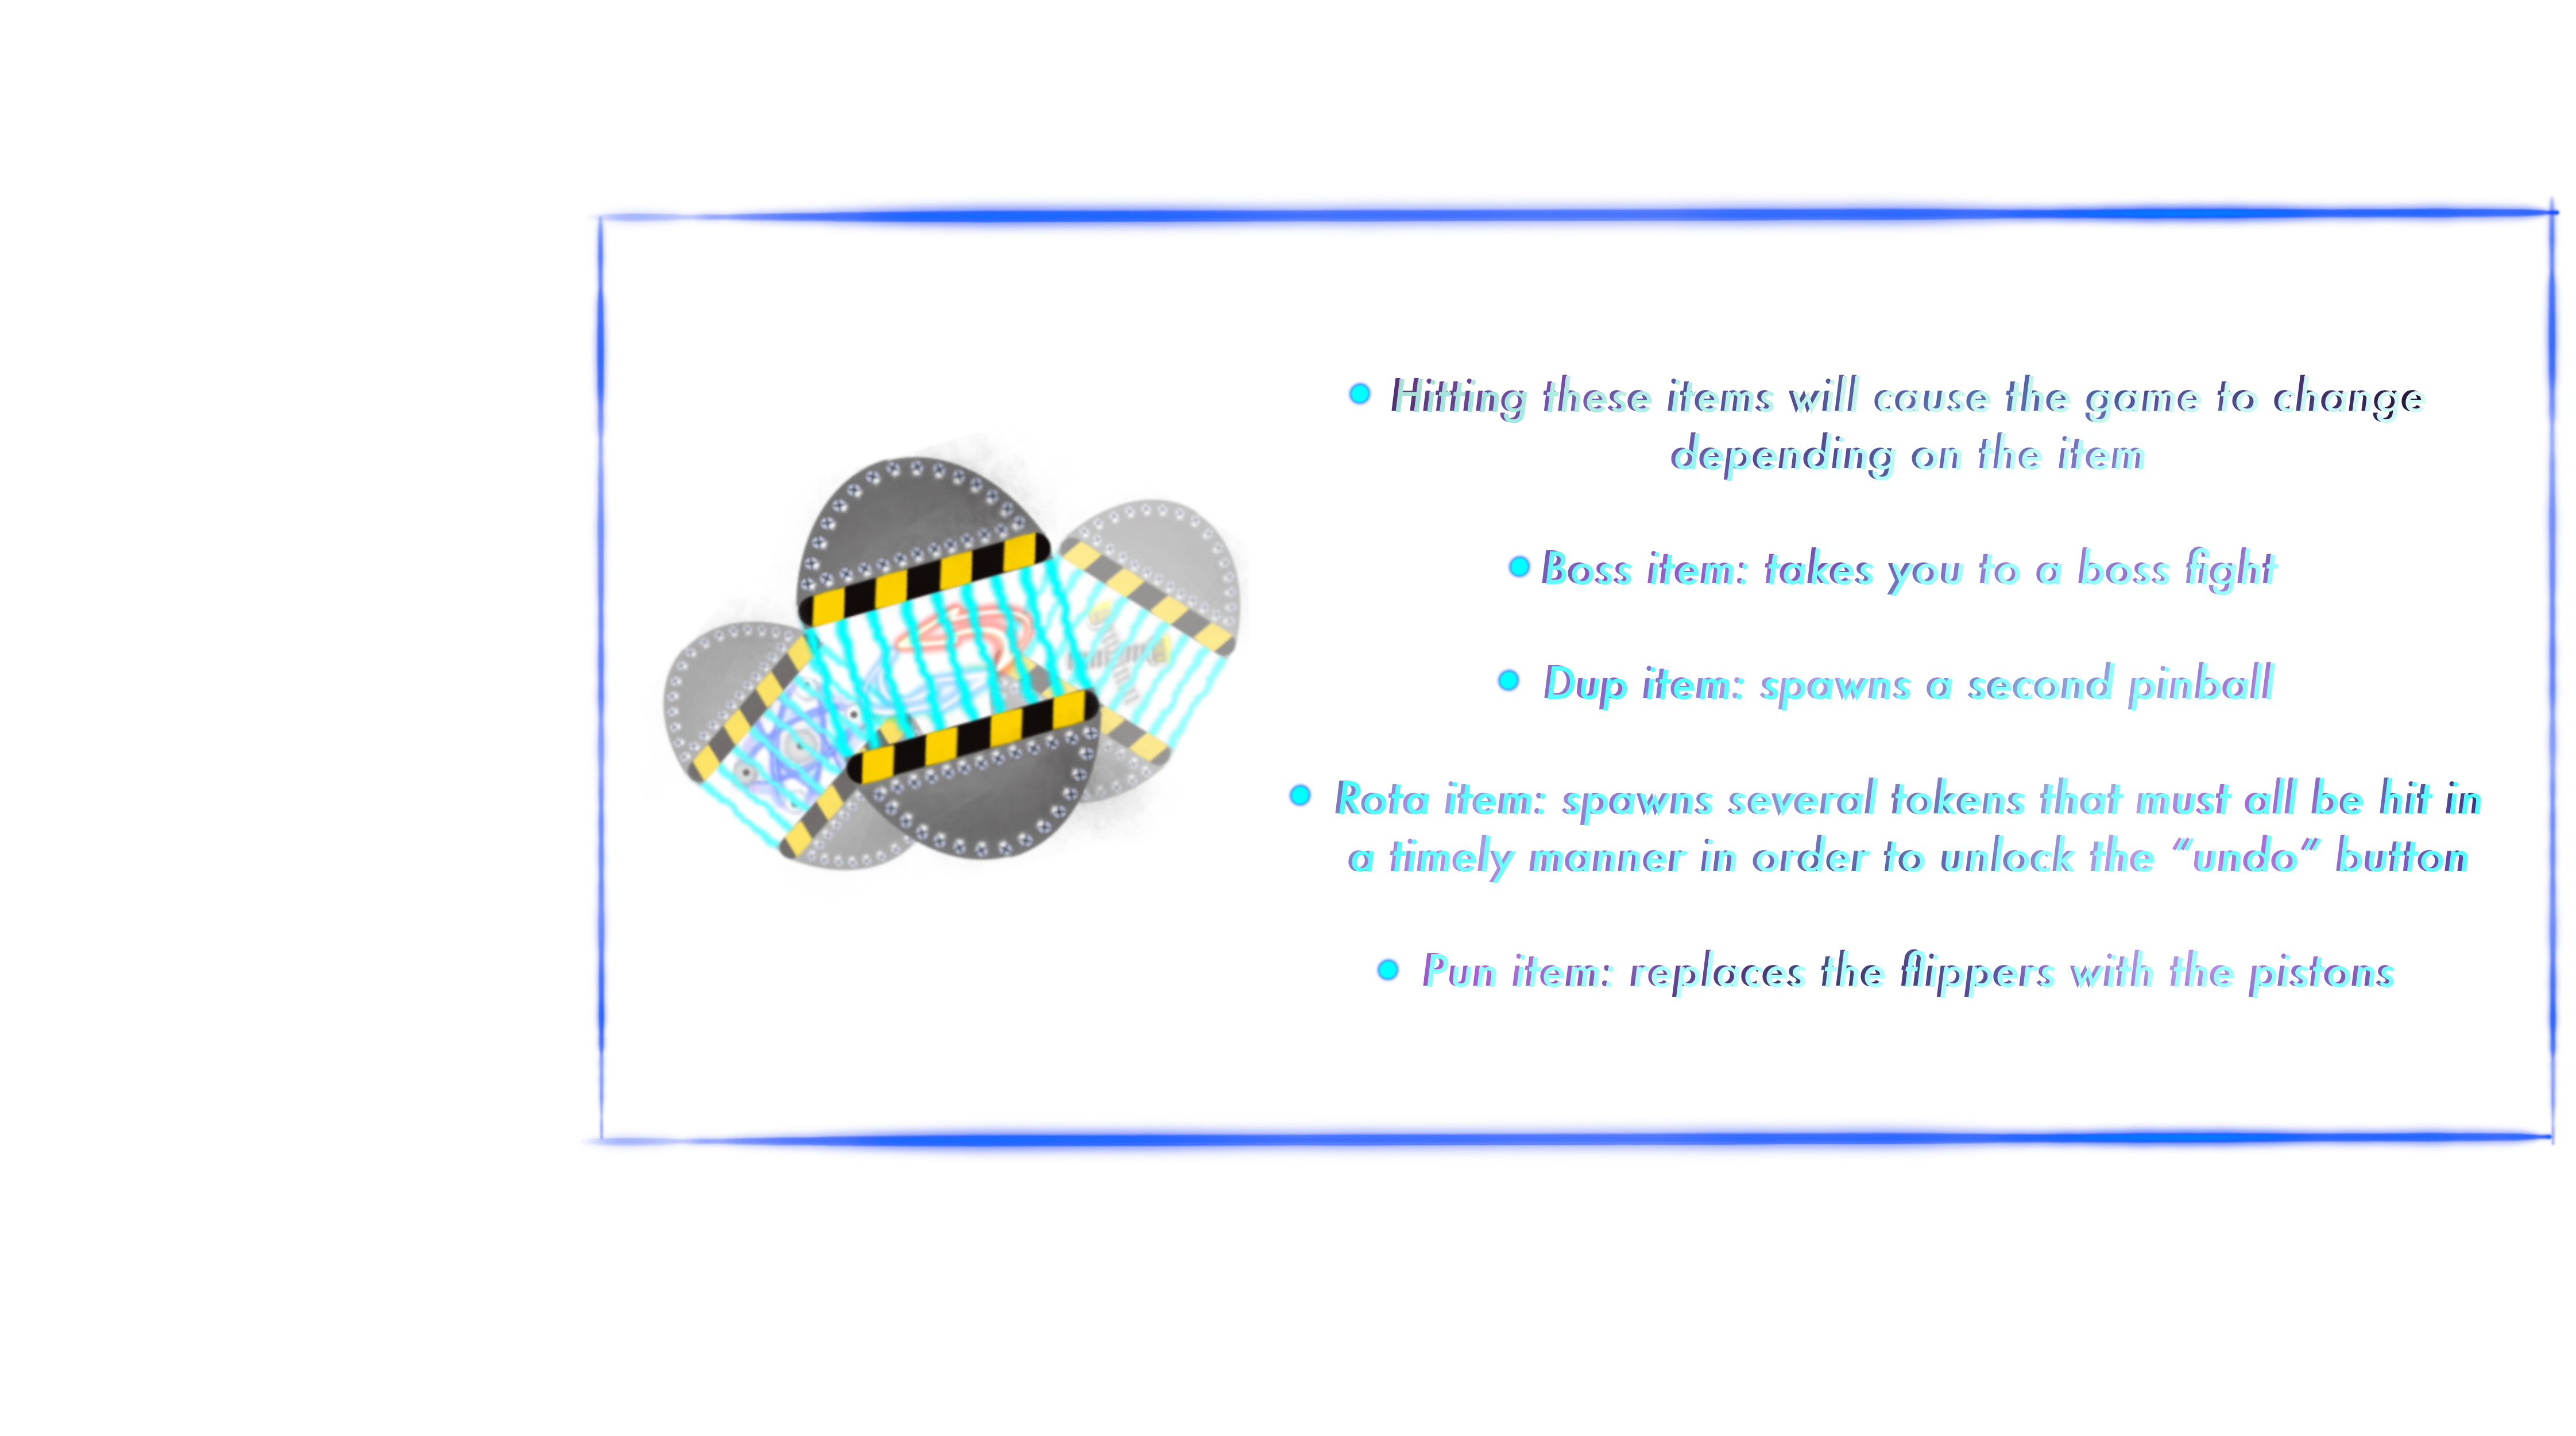 Hitting these items will cause the game to change
depending on the item
Boss item: takes you to a boss fight
Dup item: spawns a second pinball
Rota item: spawns several tokens that must all be hit in
a timely manner in order to unlock the “undo” button
Pun item: replaces the flippers with the pistons